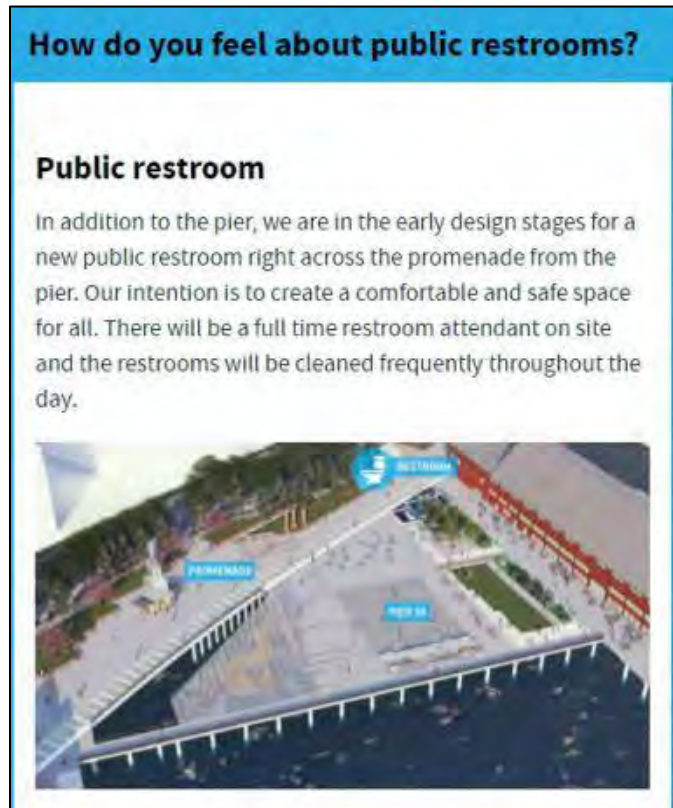 How do you feel about public restrooms?
Public restroom
In addition to the pier, we are in the early design stages for a
new public restroom right across the promenade from the
pier. Our intention is to create a comfortable and safe space
for all. There will be a full time restroom attendant on site
and the restrooms will be cleaned frequently throughout the
day.
RESTROOM
PROMENADE
PIER